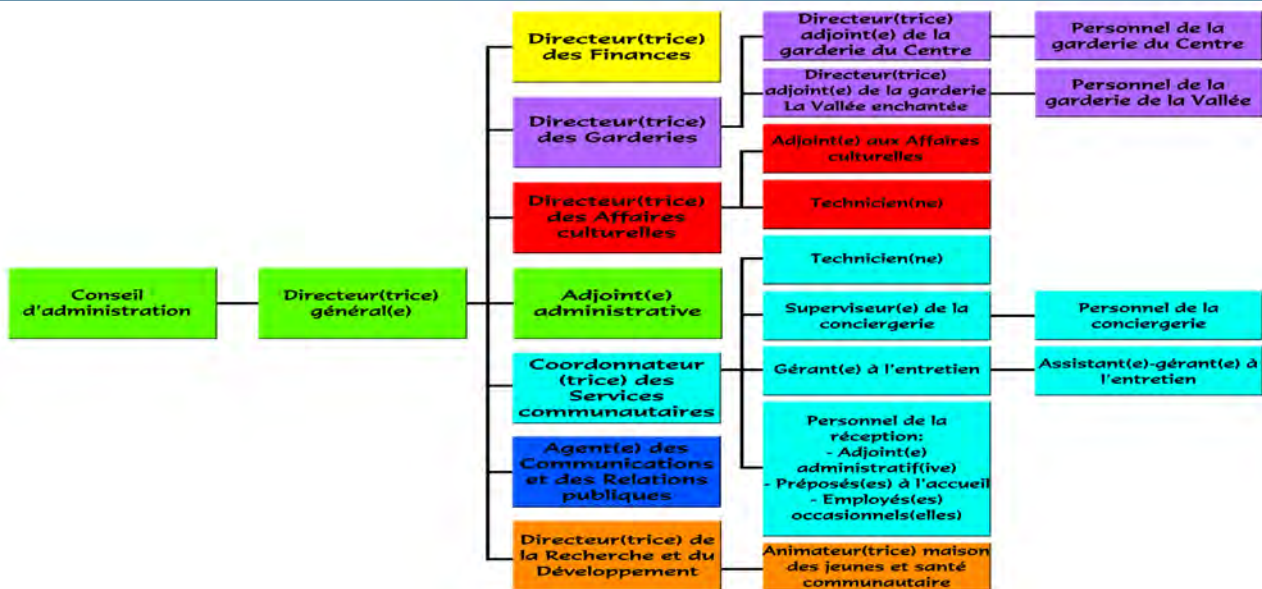 Conseil
d'administration
Directeur(trice)
général(e)
Directeur(trice)
des Finances
Directeur(trice)
des Garderies
Directeur(trice)
adjoint(e) de la
garderie du Centre
Personnel de
la garderie du Centre
Directeur(trice)
adjoint(e) de la garderie
La Vallée enchantée
Personnel de la
garderie de la Vallée
Directeur(trice)
des Affaires
culturelles
Adjoint(e) aux Affaires
culturelles
Technicien(ne)
Adjoint(e)
administrative
Coordonnateur
(trice) des
Services
communautaires
Technicien(ne)
Superviseur(e) de la
conciergerie
Personnel de la
conciergerie
Gérant(e) à l'entretien
Assistant(e)-gérant(e) à
l'entretien
Personnel de la
réception:
- Adjoint(e)
administratif(ive)
- Préposés(es) à l'accueil
- Employés(es)
occasionnels(elles)
Agent(e) des
Communications
et des Relations
publiques
Directeur(trice) de
la Recherche et du
Développement
Animateur(trice) maison
des jeunes et santé
communautaire